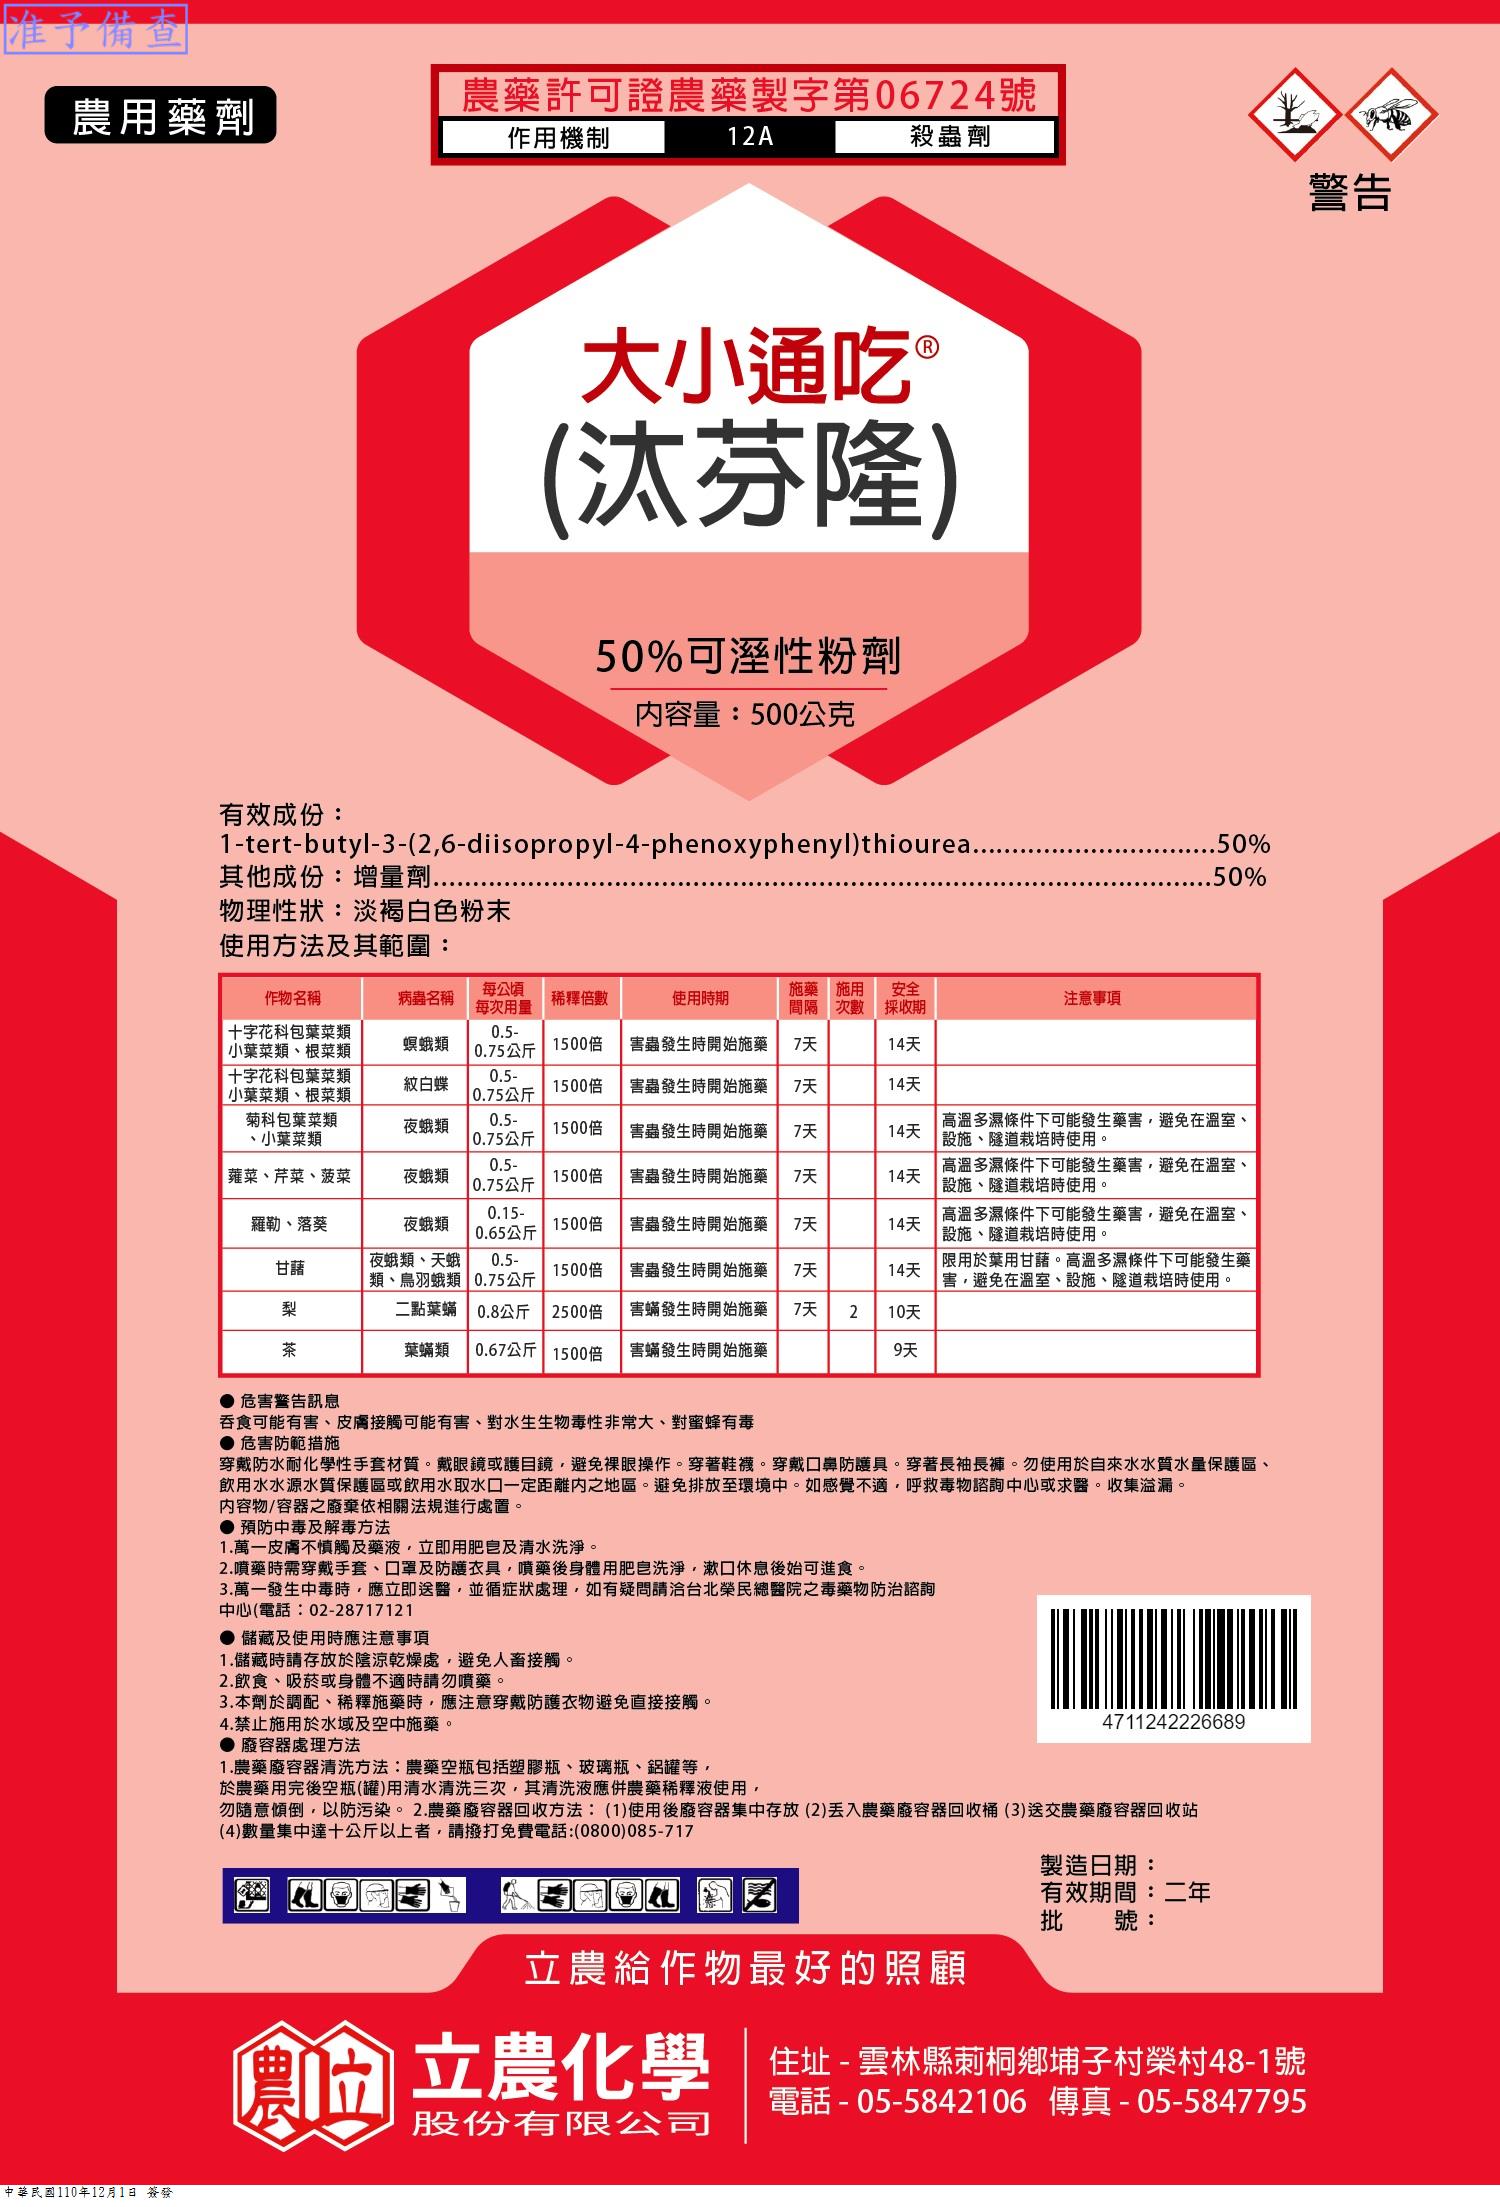 准予備查
農用藥劑
農藥許可證農藥製字第06724號
作用機制 12A 殺蟲劑
警告
大小通吃®
(汰芬隆)
50%可溼性粉劑
內容量：500公克
有效成份：
1-tert-butyl-3-(2,6-diisopropyl-4-phenoxyphenyl)thiourea...............................50%
其他成份：增量劑....................................................................................................50%
物理性狀：淡褐白色粉末
使用方法及其範圍：
作物名稱 病蟲名稱 每公頃每次用量 稀釋倍數 使用時期 施藥間隔 施用次數 安全採收期 注意事項
十字花科包葉菜類
小葉菜類、根菜類 螟蛾類 0.5-0.75公斤 1500倍 害蟲發生時開始施藥 7天 14天
十字花科包葉菜類
小葉菜類、根菜類 紋白蝶 0.5-0.75公斤 1500倍 害蟲發生時開始施藥 7天 14天
菊科包葉菜類
、小葉菜類 夜蛾類 0.5-0.75公斤 1500倍 害蟲發生時開始施藥 7天 14天 高溫多濕條件下可能發生藥害，避免在溫室、
設施、隧道栽培時使用。
蕹菜、芹菜、菠菜 夜蛾類 0.5-0.75公斤 1500倍 害蟲發生時開始施藥 7天 14天 高溫多濕條件下可能發生藥害，避免在溫室、
設施、隧道栽培時使用。
羅勒、落葵 夜蛾類 0.15-0.65公斤 1500倍 害蟲發生時開始施藥 7天 14天 高溫多濕條件下可能發生藥害，避免在溫室、
設施、隧道栽培時使用。
甘藷 夜蛾類、天蛾類、鳥羽蛾類 0.5-0.75公斤 1500倍 害蟲發生時開始施藥 7天 14天 限用於葉用甘藷。高溫多濕條件下可能發生藥
害，避免在溫室、設施、隧道栽培時使用。
梨 二點葉蟎 0.8公斤 2500倍 害蟎發生時開始施藥 7天 2 10天
茶 葉蟎類 0.67公斤 1500倍 害蟎發生時開始施藥 9天
● 危害警告訊息
吞食可能有害、皮膚接觸可能有害、對水生生物毒性非常大、對蜜蜂有毒
● 危害防範措施
穿戴防水耐化學性手套材質。戴眼鏡或護目鏡，避免裸眼操作。穿著鞋襪。穿戴口鼻防護具。穿著長袖長褲。勿使用於自來水水質水量保護區、
飲用水水源水質保護區或飲用水取水口一定距離內之地區。避免排放至環境中。如感覺不適，呼救毒物諮詢中心或求醫。收集溢漏。
內容物/容器之廢棄依相關法規進行處置。
● 預防中毒及解毒方法
1.萬一皮膚不慎觸及藥液，立即用肥皂及清水洗淨。
2.噴藥時需穿戴手套、口罩及防護衣具，噴藥後身體用肥皂洗淨，漱口休息後始可進食。
3.萬一發生中毒時，應立即送醫，並循症狀處理，如有疑問請洽台北榮民總醫院之毒藥物防治諮詢
中心(電話：02-28717121
● 儲藏及使用時應注意事項
1.儲藏時請存放於陰涼乾燥處，避免人畜接觸。
2.飲食、吸菸或身體不適時請勿噴藥。
3.本劑於調配、稀釋施藥時，應注意穿戴防護衣物避免直接接觸。
4.禁止施用於水域及空中施藥。
● 廢容器處理方法
1.農藥廢容器清洗方法：農藥空瓶包括塑膠瓶、玻璃瓶、鋁罐等，
於農藥用完後空瓶(罐)用清水清洗三次，其清洗液應併農藥稀釋液使用，
勿隨意傾倒，以防污染。 2.農藥廢容器回收方法： (1)使用後廢容器集中存放 (2)丟入農藥廢容器回收桶 (3)送交農藥廢容器回收站
(4)數量集中達十公斤以上者，請撥打免費電話:(0800)085-717
4711242226689
製造日期：
有效期間：二年
批　　號：
立農給作物最好的照顧
農立
立農化學
股份有限公司
住址 - 雲林縣莿桐鄉埔子村榮村48-1號
電話 - 05-5842106 傳真 - 05-5847795
中華民國110年12月1日 簽發